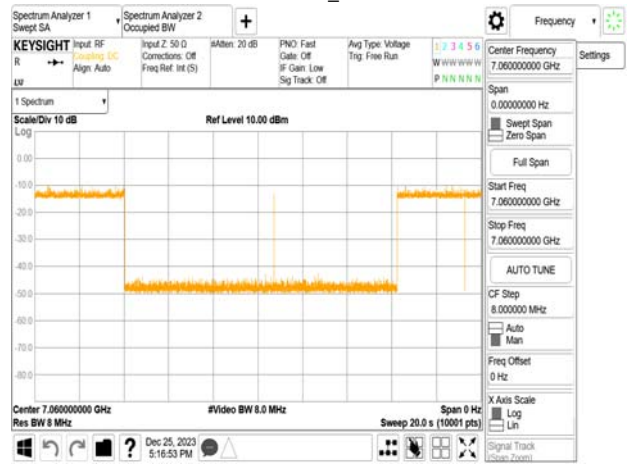 Spectrum Analyzer 1
Swept SA
Spectrum Analyzer 2
Occupied BW
+
Frequency
KEYSIGHT
R
Input: RF
Coupling: DC
Align: Auto
Input Z: 50 Ω
Corrections: Off
Freq Ref: Int (S)
#Atten: 20 dB
PNO: Fast
Gate: Off
IF Gain: Low
Sig Track: Off
Avg Type: Voltage
Trig: Free Run
1 2 3 4 5 6
W W W W W W
P N N N N N
LXI
Center Frequency
7.060000000 GHz
Settings
Span
0.00000000 Hz
Swept Span
Zero Span
Full Span
Start Freq
7.060000000 GHz
Stop Freq
7.060000000 GHz
AUTO TUNE
CF Step
8.000000 MHz
Auto
Man
Freq Offset
0 Hz
X Axis Scale
Log
Lin
Signal Track
(Span Zoom)
1 Spectrum
Scale/Div 10 dB
Ref Level 10.00 dBm
Log
0.00
-10.0
-20.0
-30.0
-40.0
-50.0
-60.0
-70.0
-80.0
Center 7.060000000 GHz
#Video BW 8.0 MHz
Span 0 Hz
Res BW 8 MHz
Sweep 20.0 s (10001 pts)
?
Dec 25, 2023
5:16:53 PM